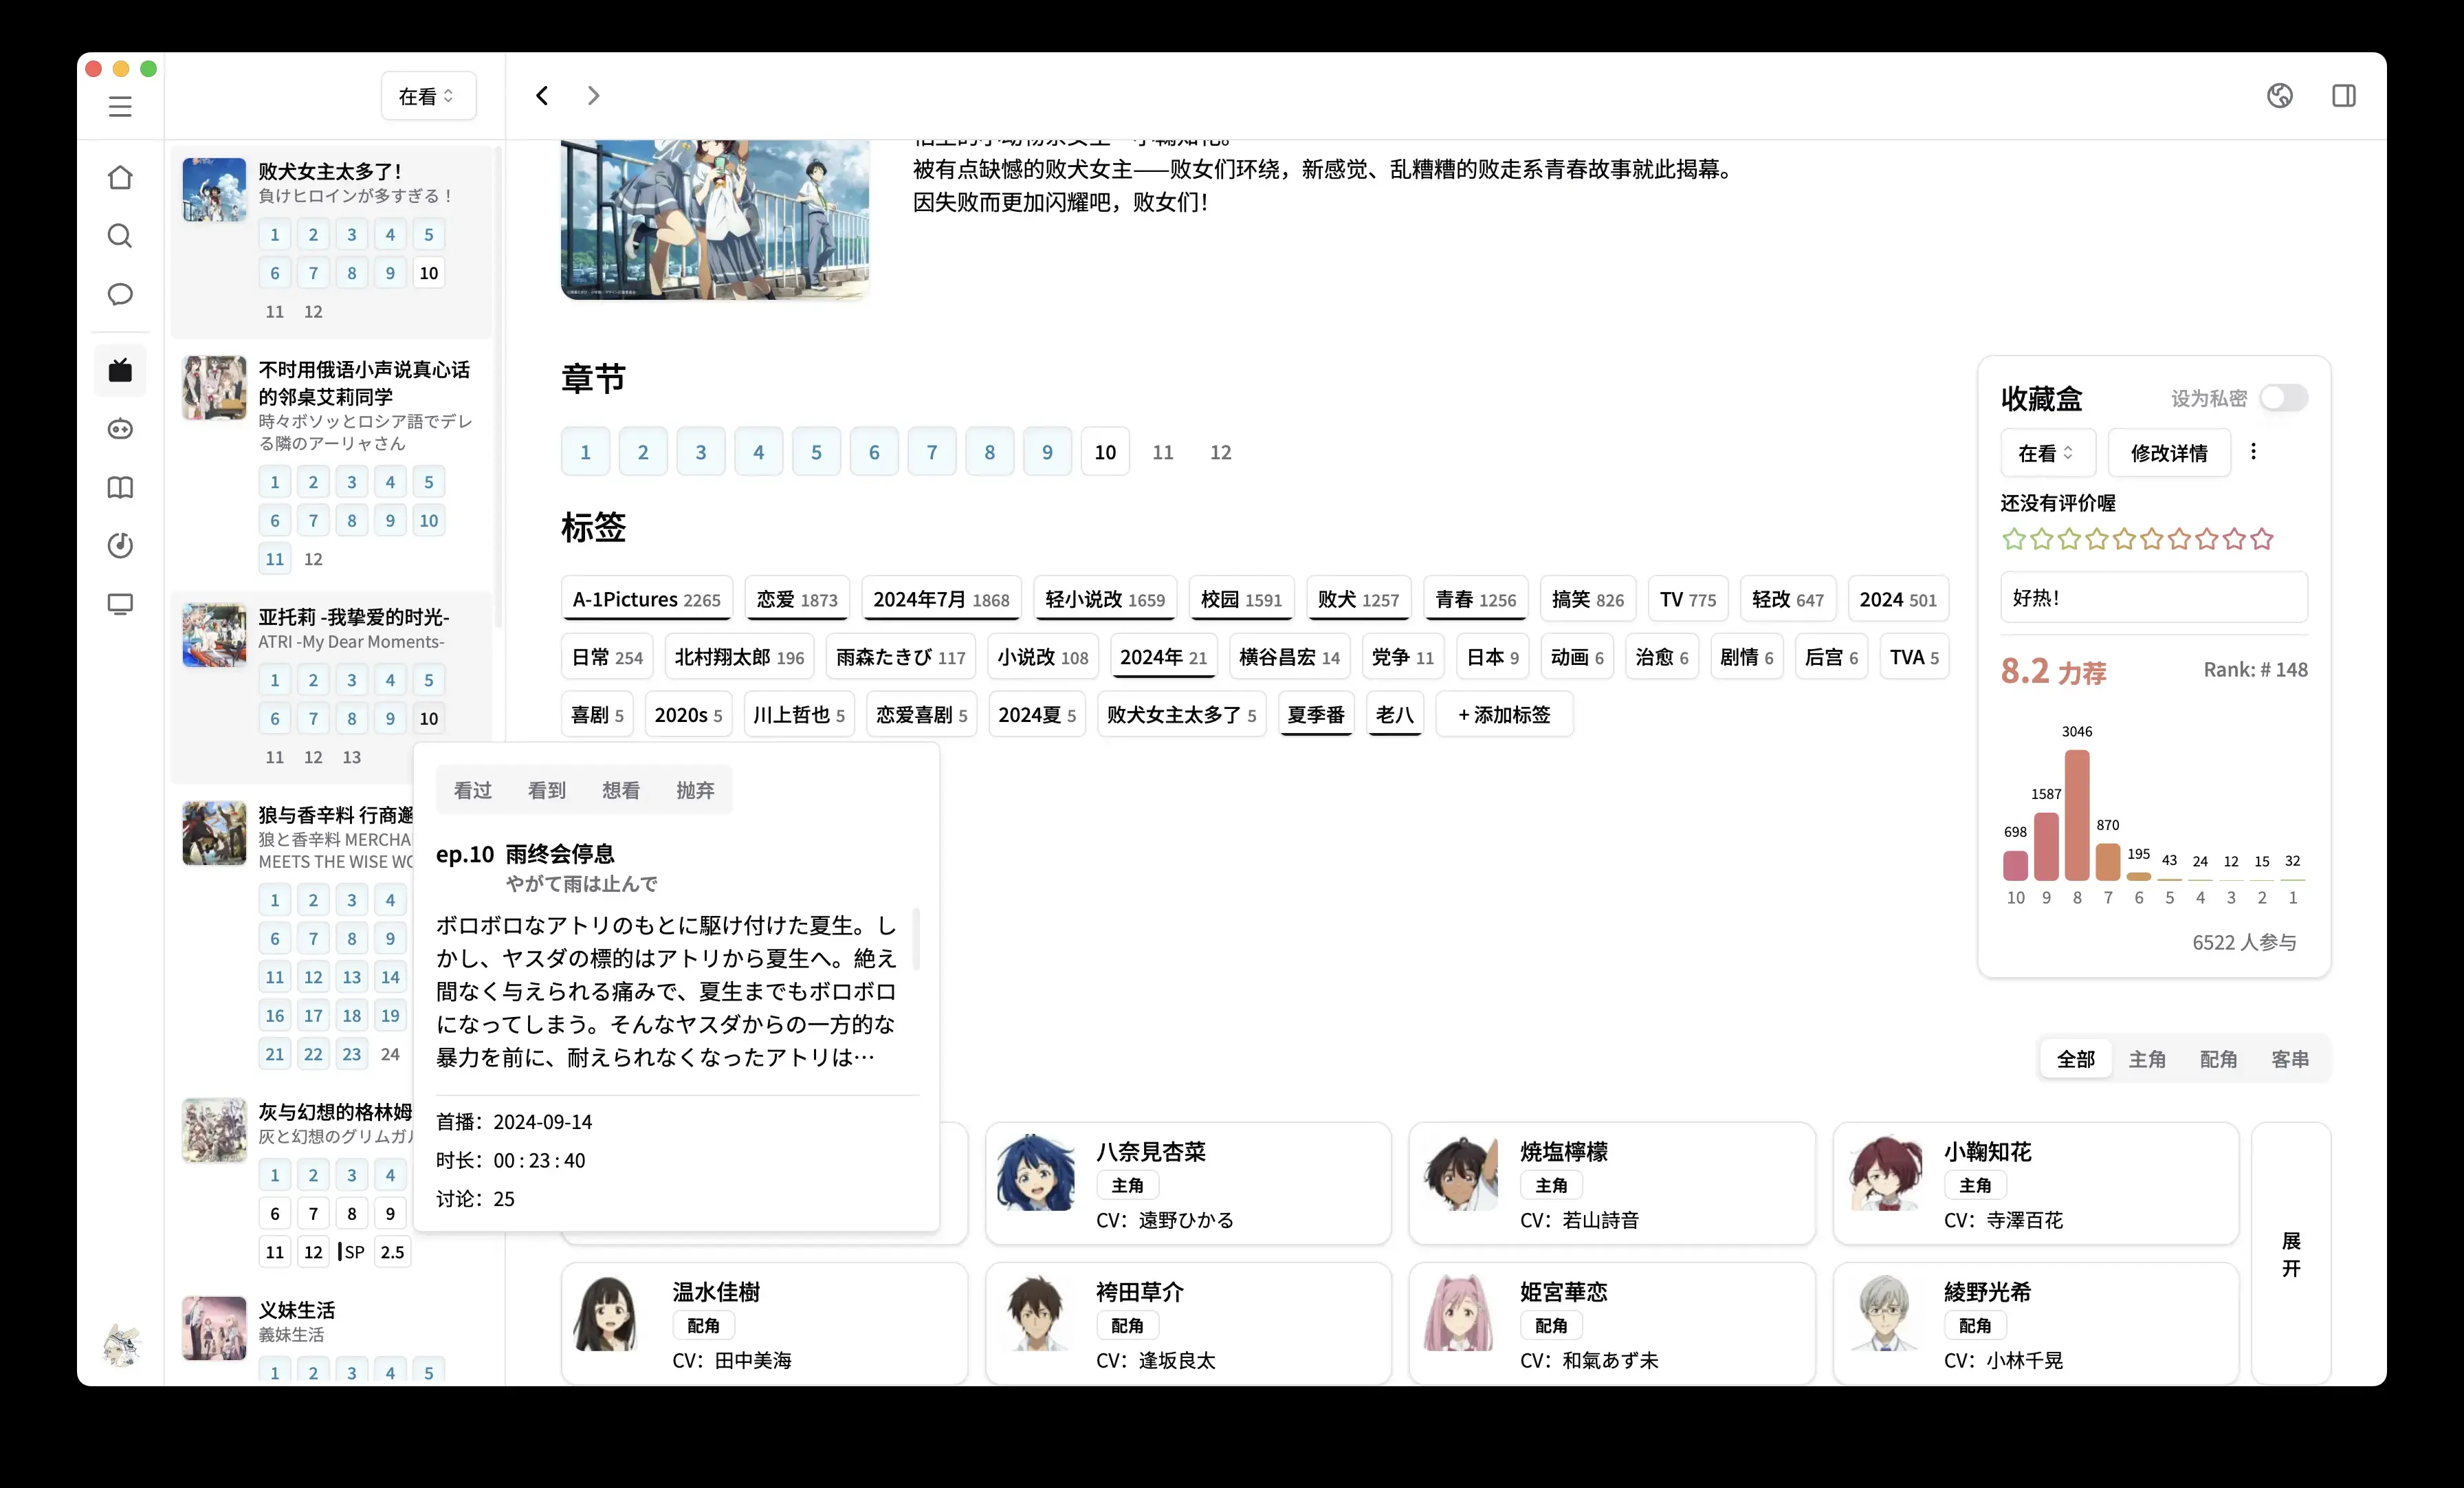 在看
败犬女主太多了！
負けヒロインが多すぎる！
1 2 3 4 5
6 7 8 9 10
11 12
不时用俄语小声说真心话
的邻桌艾莉同学
時々ボソッとロシア語でデレ
る隣のアーリャさん
1 2 3 4 5
6 7 8 9 10
11 12
亚托莉 -我挚爱的时光-
ATRI -My Dear Moments-
1 2 3 4 5
6 7 8 9 10
11 12 13
狼与香辛料 行商邂
狼と香辛料 MERCHA
MEETS THE WISE WO
1 2 3 4
6 7 8 9
11 12 13 14
16 17 18 19
21 22 23 24
灰与幻想的格林姆
灰と幻想のグリムガル
1 2 3 4
6 7 8 9
11 12 SP 2.5
义妹生活
義妹生活
1 2 3 4 5
被有点缺憾的败犬女主——败女们环绕，新感觉、乱糟糟的败走系青春故事就此揭幕。
因失败而更加闪耀吧，败女们！
章节
1 2 3 4 5 6 7 8 9 10 11 12
标签
A-1Pictures 2265 恋爱 1873 2024年7月 1868 轻小说改 1659 校园 1591 败犬 1257 青春 1256 搞笑 826 TV 775 轻改 647 2024 501
日常 254 北村翔太郎 196 雨森たきび 117 小说改 108 2024年 21 横谷昌宏 14 党争 11 日本 9 动画 6 治愈 6 剧情 6 后宫 6 TVA 5
喜剧 5 2020s 5 川上哲也 5 恋爱喜剧 5 2024夏 5 败犬女主太多了 5 夏季番 老八 + 添加标签
看过 看到 想看 抛弃
ep.10 雨终会停息
やがて雨は止んで
ボロボロなアトリのもとに駆け付けた夏生。し
かし、ヤスダの標的はアトリから夏生へ。絶え
間なく与えられる痛みで、夏生までもボロボロ
になってしまう。そんなヤスダからの一方的な
暴力を前に、耐えられなくなったアトリは…
首播：2024-09-14
时长：00 : 23 : 40
讨论：25
收藏盒 设为私密
在看 修改详情
还没有评价喔
好热！
8.2 力荐 Rank: # 148
698 1587 3046 870 195 43 24 12 15 32
10 9 8 7 6 5 4 3 2 1
6522 人参与
全部 主角 配角 客串
八奈見杏菜
主角
CV：遠野ひかる
焼塩檸檬
主角
CV：若山詩音
小鞠知花
主角
CV：寺澤百花
展
开
温水佳樹
配角
CV：田中美海
袴田草介
配角
CV：逢坂良太
姫宮華恋
配角
CV：和氣あず未
綾野光希
配角
CV：小林千晃